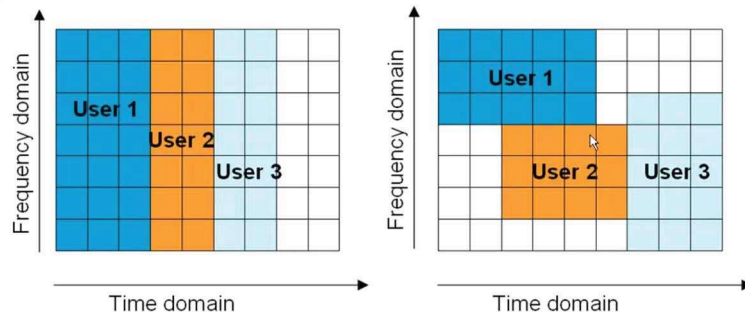 Frequency domain
User 1
User 2
User 3
Time domain
Frequency domain
User 1
User 2
User 3
Time domain